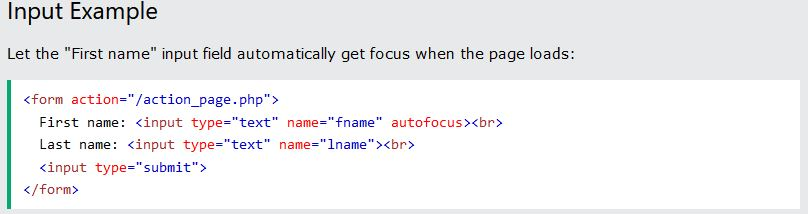 Input Example
Let the "First name" input field automatically get focus when the page loads:
<form action="/action_page.php">
First name: <input type="text" name="fname" autofocus><br>
Last name: <input type="text" name="lname"><br>
<input type="submit">
</form>